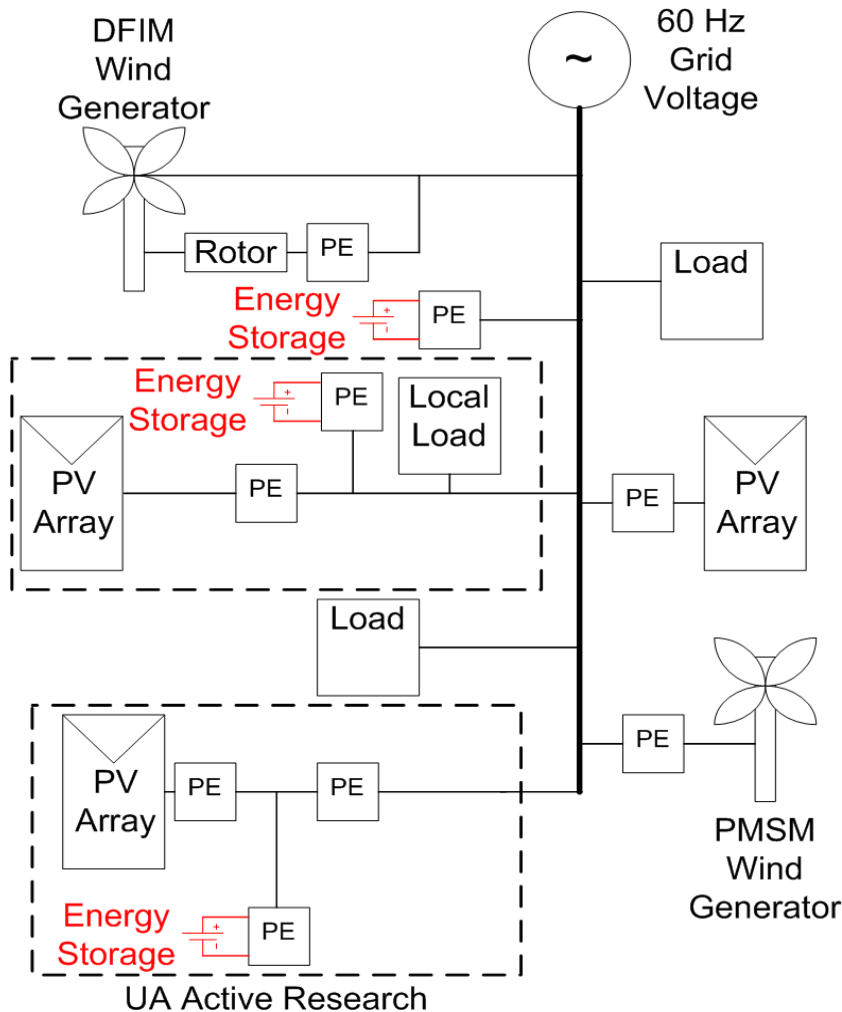 DFIM
Wind
Generator
60 Hz
Grid
Voltage
~
Rotor
PE
Load
Energy
Storage
+
-
PE
Energy
Storage
+
-
PE
Local
Load
PV
Array
PE
PE
PV
Array
Load
PE
PMSM
Wind
Generator
PV
Array
PE
PE
Energy
Storage
+
-
PE
UA Active Research